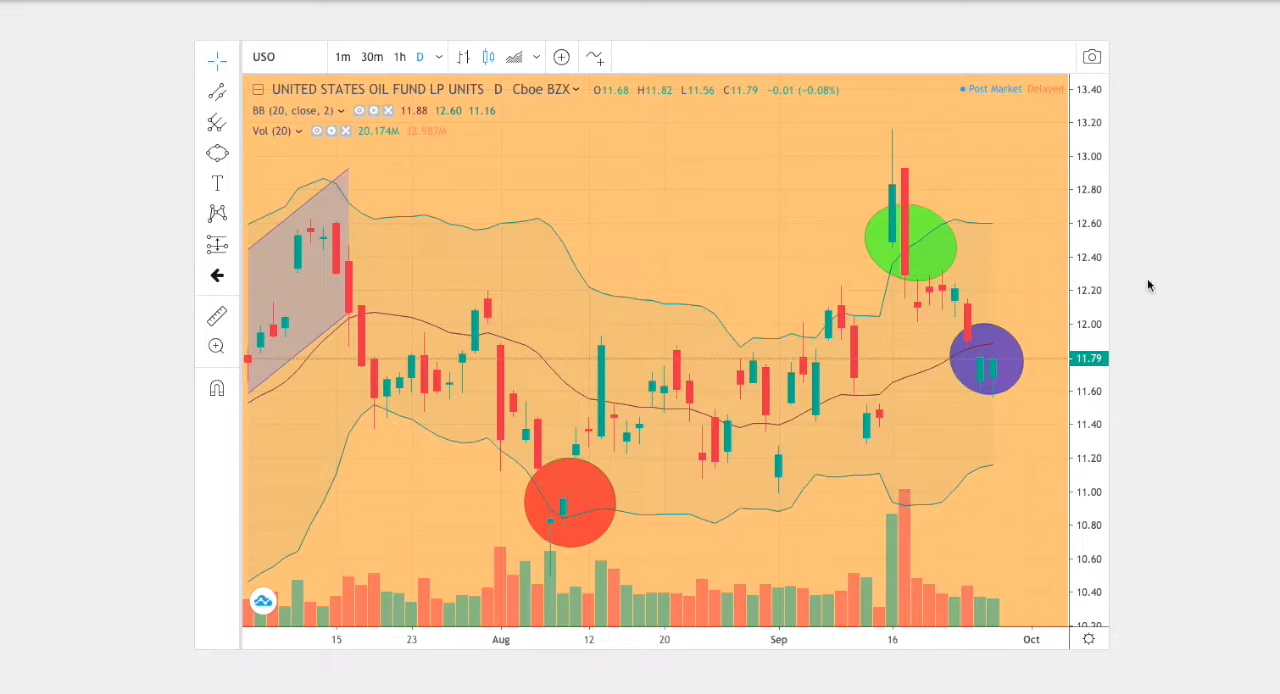 USO 1m 30m 1h D
UNITED STATES OIL FUND LP UNITS D Cboe BZX O11.68 H11.82 L11.56 C11.79 −0.01 (−0.08%)
Post Market Delayed
BB (20, close, 2) 11.88 12.60 11.16
Vol (20) 20.174M 32.987M
13.40
13.20
13.00
12.80
12.60
12.40
12.20
12.00
11.79
11.60
11.40
11.20
11.00
10.80
10.60
10.40
10.20
15 23 Aug 12 20 Sep 16 Oct
T